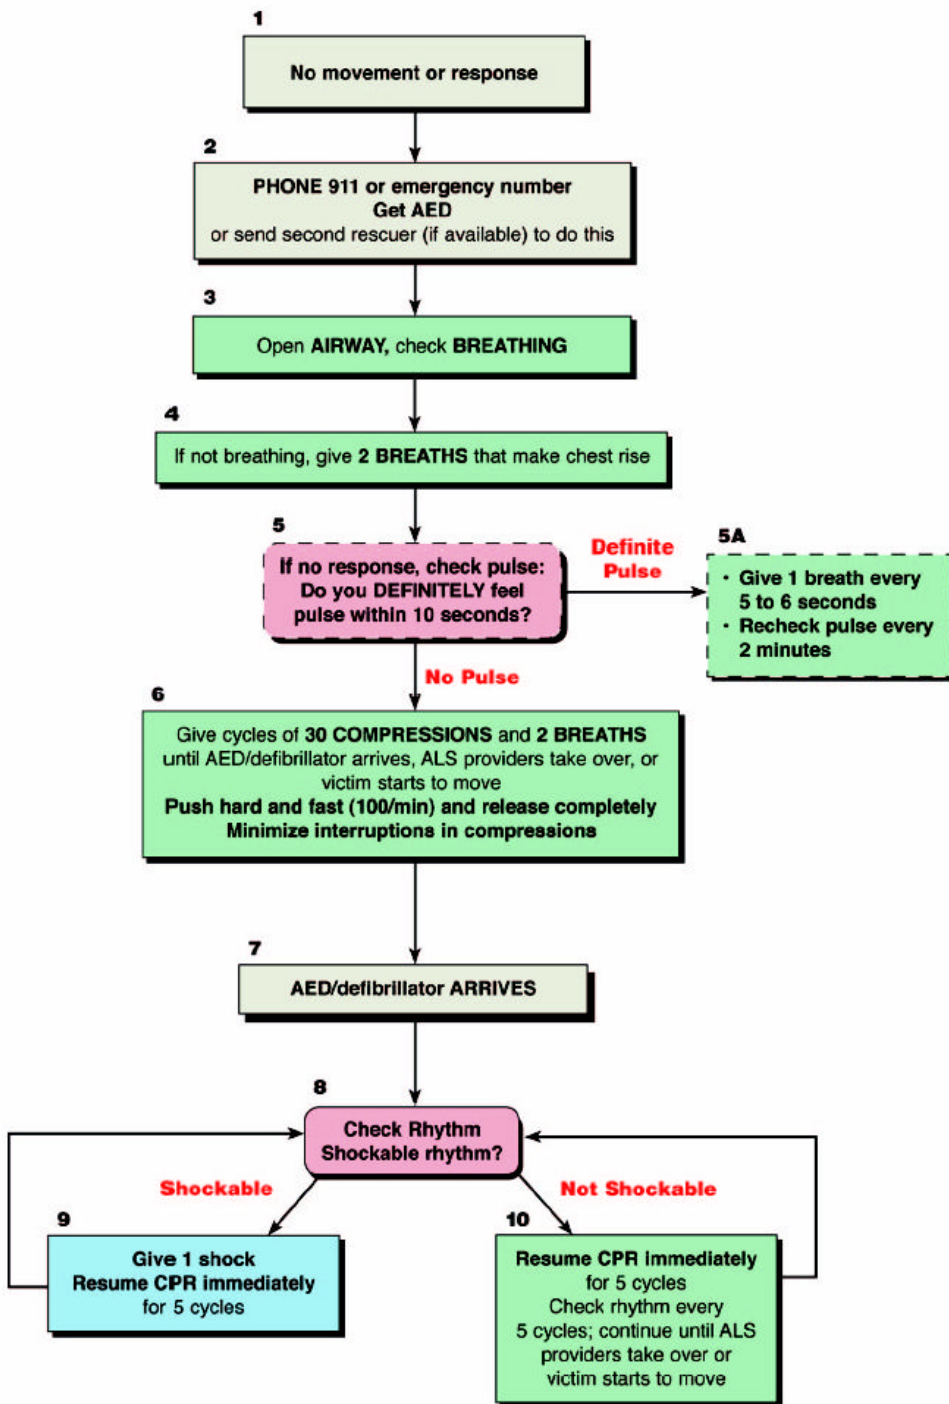 1
No movement or response
2
PHONE 911 or emergency number
Get AED
or send second rescuer (if available) to do this
3
Open AIRWAY, check BREATHING
4
If not breathing, give 2 BREATHS that make chest rise
5
If no response, check pulse:
Do you DEFINITELY feel
pulse within 10 seconds?
Definite
Pulse
5A
• Give 1 breath every
5 to 6 seconds
• Recheck pulse every
2 minutes
No Pulse
6
Give cycles of 30 COMPRESSIONS and 2 BREATHS
until AED/defibrillator arrives, ALS providers take over, or
victim starts to move
Push hard and fast (100/min) and release completely
Minimize interruptions in compressions
7
AED/defibrillator ARRIVES
8
Check Rhythm
Shockable rhythm?
Shockable
Not Shockable
9
Give 1 shock
Resume CPR immediately
for 5 cycles
10
Resume CPR immediately
for 5 cycles
Check rhythm every
5 cycles; continue until ALS
providers take over or
victim starts to move